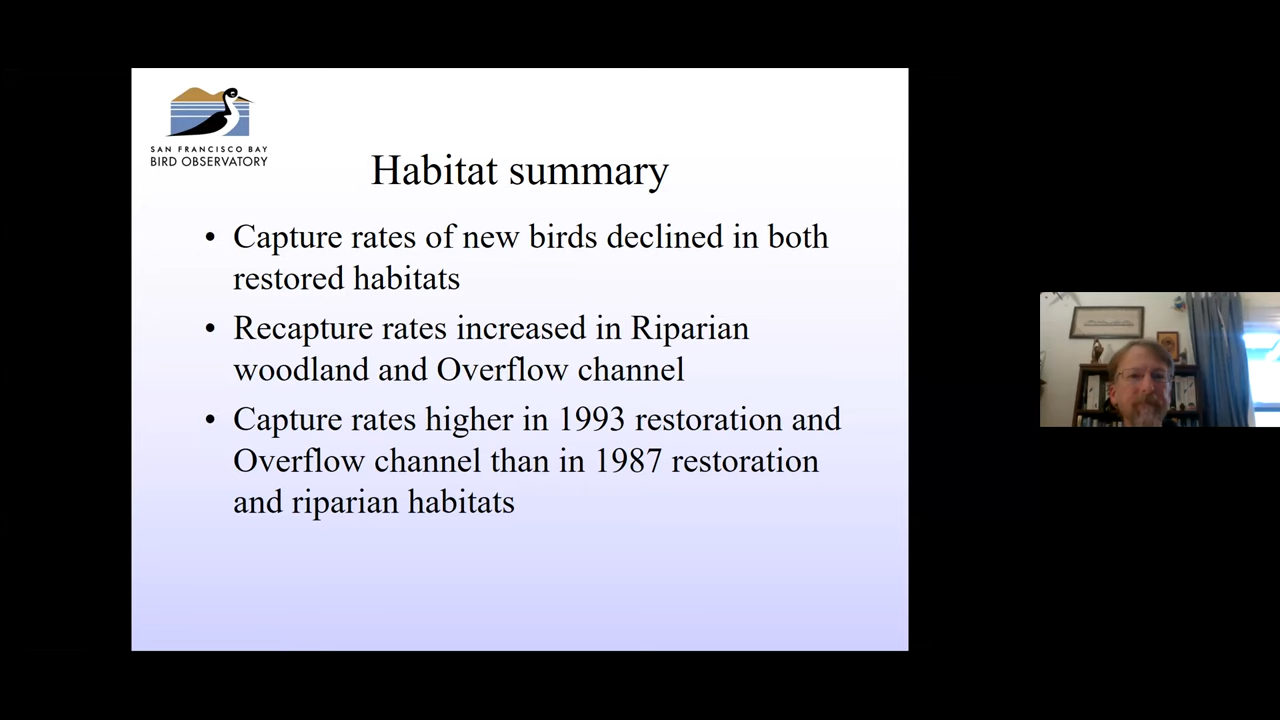 SAN FRANCISCO BAY
BIRD OBSERVATORY
Habitat summary
• Capture rates of new birds declined in both
restored habitats
• Recapture rates increased in Riparian
woodland and Overflow channel
• Capture rates higher in 1993 restoration and
Overflow channel than in 1987 restoration
and riparian habitats